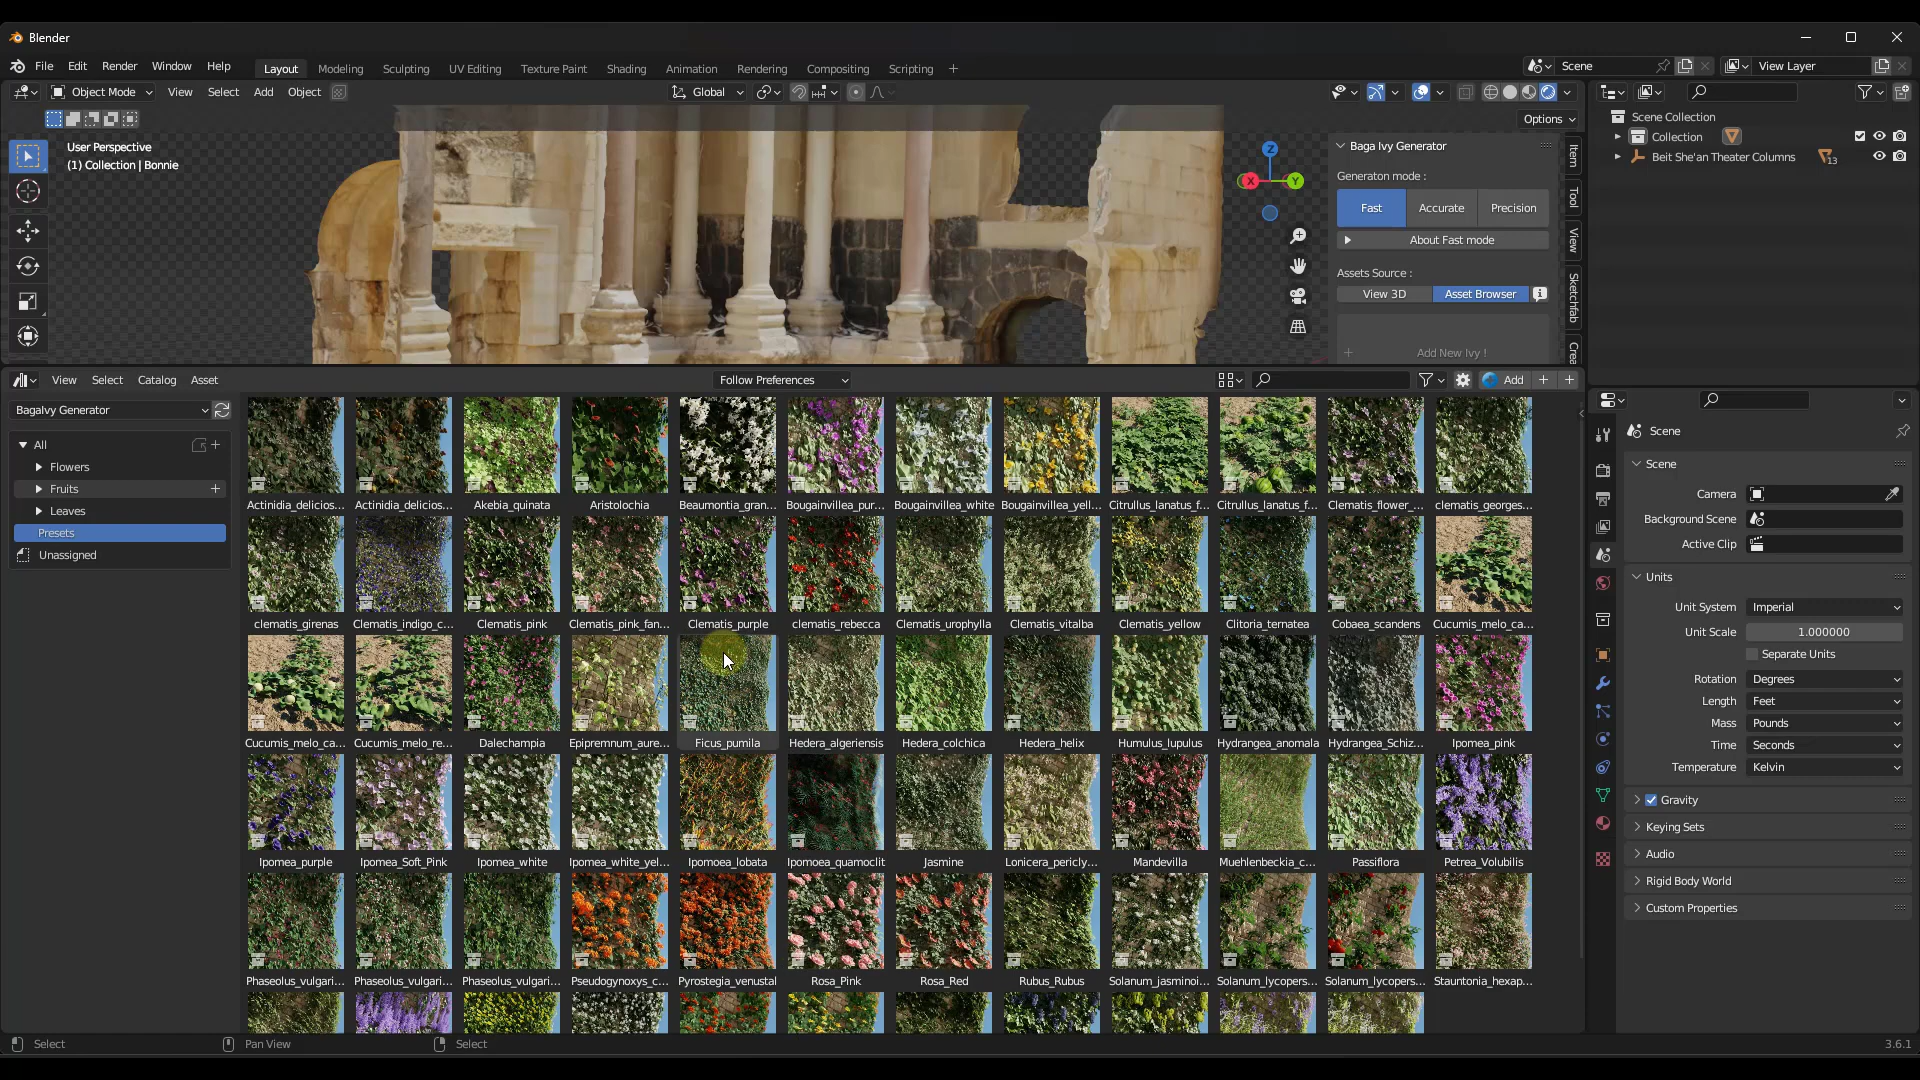 Blender
File Edit Render Window Help
Layout Modeling Sculpting UV Editing Texture Paint Shading Animation Rendering Compositing Scripting +
Scene
View Layer
Object Mode View Select Add Object
Global
Options
User Perspective
(1) Collection | Bonnie
Z
X
Y
Baga Ivy Generator
Generaton mode :
Fast Accurate Precision
About Fast mode
Assets Source :
View 3D Asset Browser
+ Add New Ivy !
Item
Tool
View
Sketchfab
Crea
Scene Collection
Collection
Beit She'an Theater Columns 13
View Select Catalog Asset
Follow Preferences
Add
BagaIvy Generator
All
Flowers
Fruits
Leaves
Presets
Unassigned
Actinidia_delicios... Actinidia_delicios... Akebia_quinata Aristolochia Beaumontia_gran... Bougainvillea_pur... Bougainvillea_white Bougainvillea_yell... Citrullus_lanatus_f... Citrullus_lanatus_f... Clematis_flower_... clematis_georges...
clematis_girenas Clematis_indigo_c... Clematis_pink Clematis_pink_fan... Clematis_purple clematis_rebecca Clematis_urophylla Clematis_vitalba Clematis_yellow Clitoria_ternatea Cobaea_scandens Cucumis_melo_ca...
Cucumis_melo_ca... Cucumis_melo_re... Dalechampia Epipremnum_aure... Ficus_pumila Hedera_algeriensis Hedera_colchica Hedera_helix Humulus_lupulus Hydrangea_anomala Hydrangea_Schiz... Ipomea_pink
Ipomea_purple Ipomea_Soft_Pink Ipomea_white Ipomea_white_yel... Ipomoea_lobata Ipomoea_quamoclit Jasmine Lonicera_pericly... Mandevilla Muehlenbeckia_c... Passiflora Petrea_Volubilis
Phaseolus_vulgari... Phaseolus_vulgari... Phaseolus_vulgari... Pseudogynoxys_c... Pyrostegia_venustal Rosa_Pink Rosa_Red Rubus_Rubus Solanum_jasminoi... Solanum_lycopers... Solanum_lycopers... Stauntonia_hexap...
Scene
Scene
Camera
Background Scene
Active Clip
Units
Unit System Imperial
Unit Scale 1.000000
Separate Units
Rotation Degrees
Length Feet
Mass Pounds
Time Seconds
Temperature Kelvin
Gravity
Keying Sets
Audio
Rigid Body World
Custom Properties
Select Pan View Select
3.6.1